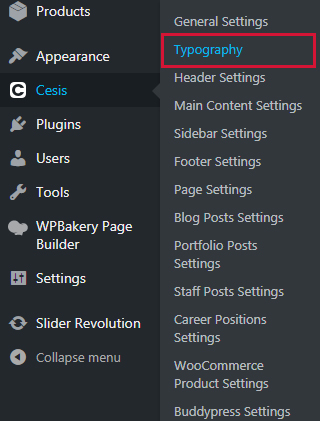 Products
Appearance
Cesis
Plugins
Users
Tools
WPBakery Page
Builder
Settings
Slider Revolution
Collapse menu
General Settings
Typography
Header Settings
Main Content Settings
Sidebar Settings
Footer Settings
Page Settings
Blog Posts Settings
Portfolio Posts
Settings
Staff Posts Settings
Career Positions
Settings
WooCommerce
Product Settings
Buddypress Settings